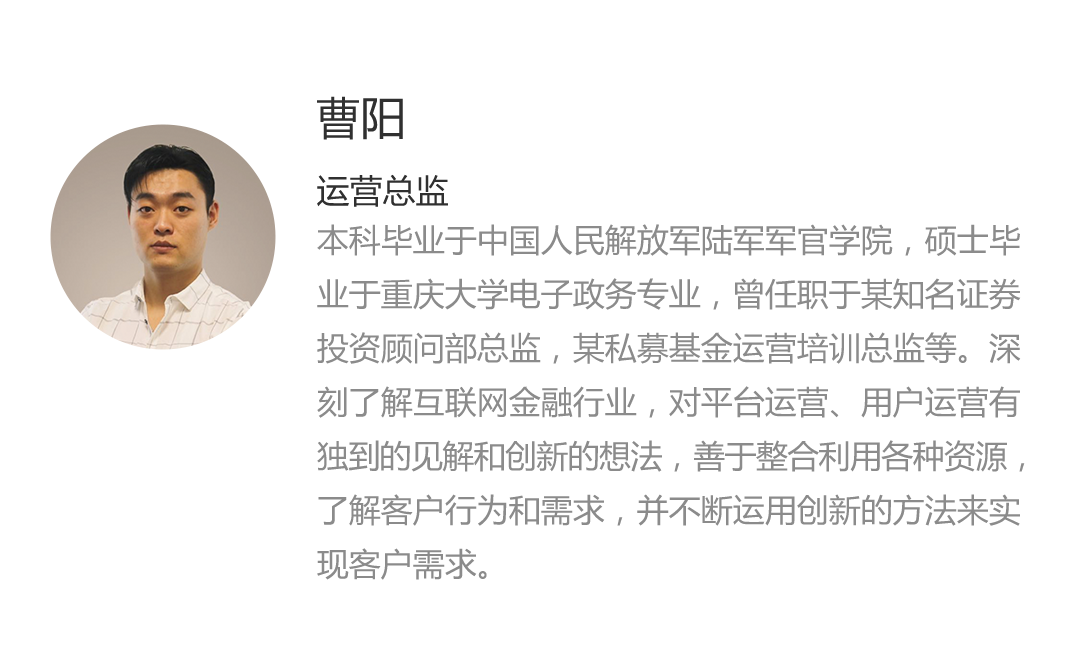 曹阳
运营总监
本科毕业于中国人民解放军陆军军官学院，硕士毕
业于重庆大学电子政务专业，曾任职于某知名证券
投资顾问部总监，某私募基金运营培训总监等。深
刻了解互联网金融行业，对平台运营、用户运营有
独到的见解和创新的想法，善于整合利用各种资源，
了解客户行为和需求，并不断运用创新的方法来实
现客户需求。